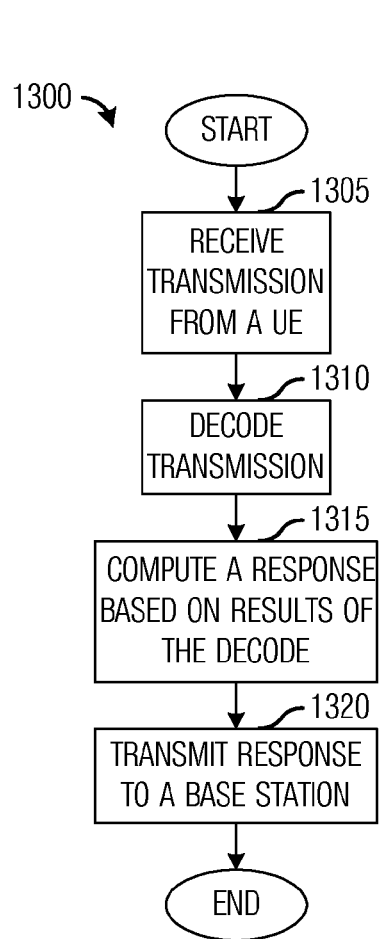 1300
START
1305
RECEIVE
TRANSMISSION
FROM A UE
1310
DECODE
TRANSMISSION
1315
COMPUTE A RESPONSE
BASED ON RESULTS OF
THE DECODE
1320
TRANSMIT RESPONSE
TO A BASE STATION
END